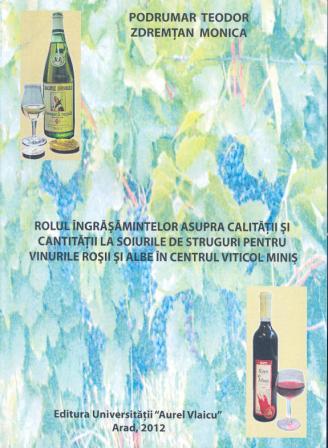 PODRUMAR TEODOR
ZDREMȚAN MONICA
ROLUL ÎNGRĂȘĂMINTELOR ASUPRA CALITĂȚII ȘI
CANTITĂȚII LA SOIURILE DE STRUGURI PENTRU
VINURILE ROȘII ȘI ALBE ÎN CENTRUL VITICOL MINIȘ
Editura Universității "Aurel Vlaicu"
Arad, 2012